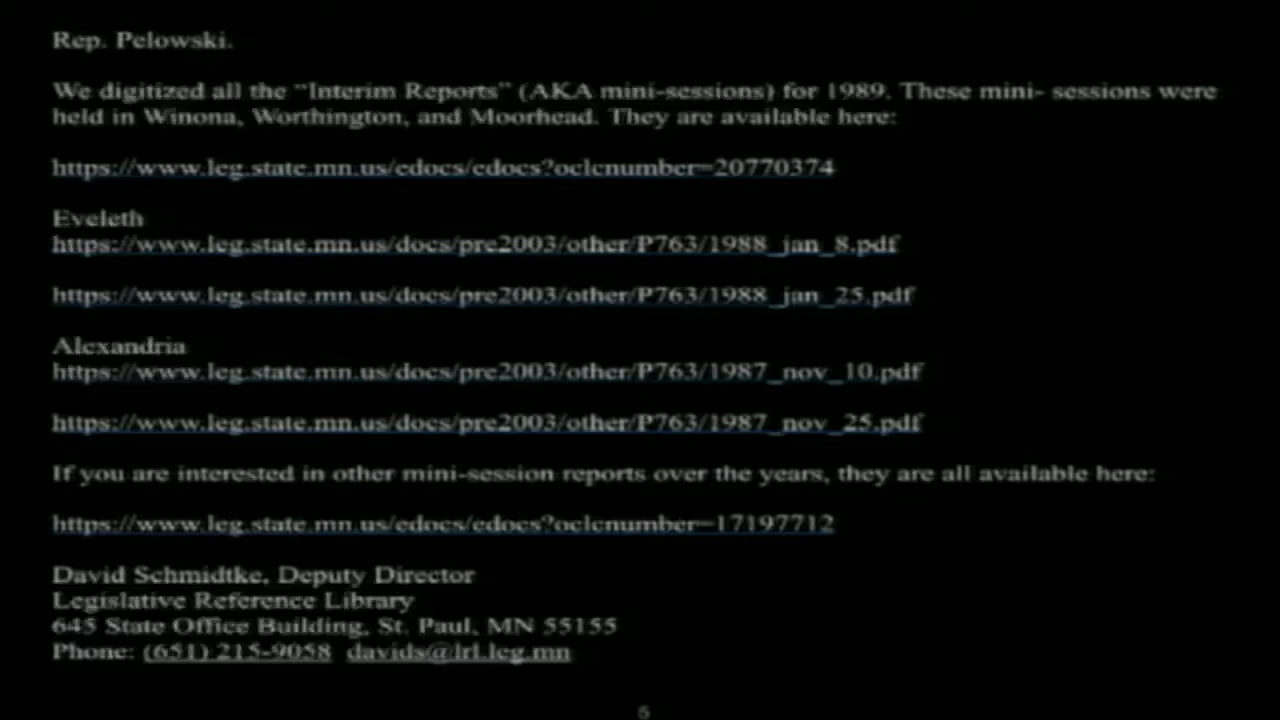 Rep. Pelowski.
We digitized all the “Interim Reports” (AKA mini-sessions) for 1989. These mini- sessions were
held in Winona, Worthington, and Moorhead. They are available here:
https://www.leg.state.mn.us/edocs/edocs?oclcnumber=20770374
Eveleth
https://www.leg.state.mn.us/docs/pre2003/other/P763/1988_jan_8.pdf
https://www.leg.state.mn.us/docs/pre2003/other/P763/1988_jan_25.pdf
Alexandria
https://www.leg.state.mn.us/docs/pre2003/other/P763/1987_nov_10.pdf
https://www.leg.state.mn.us/docs/pre2003/other/P763/1987_nov_25.pdf
If you are interested in other mini-session reports over the years, they are all available here:
https://www.leg.state.mn.us/edocs/edocs?oclcnumber=17197712
David Schmidtke, Deputy Director
Legislative Reference Library
645 State Office Building, St. Paul, MN 55155
Phone: (651) 215-9058 davids@lrl.leg.mn
6